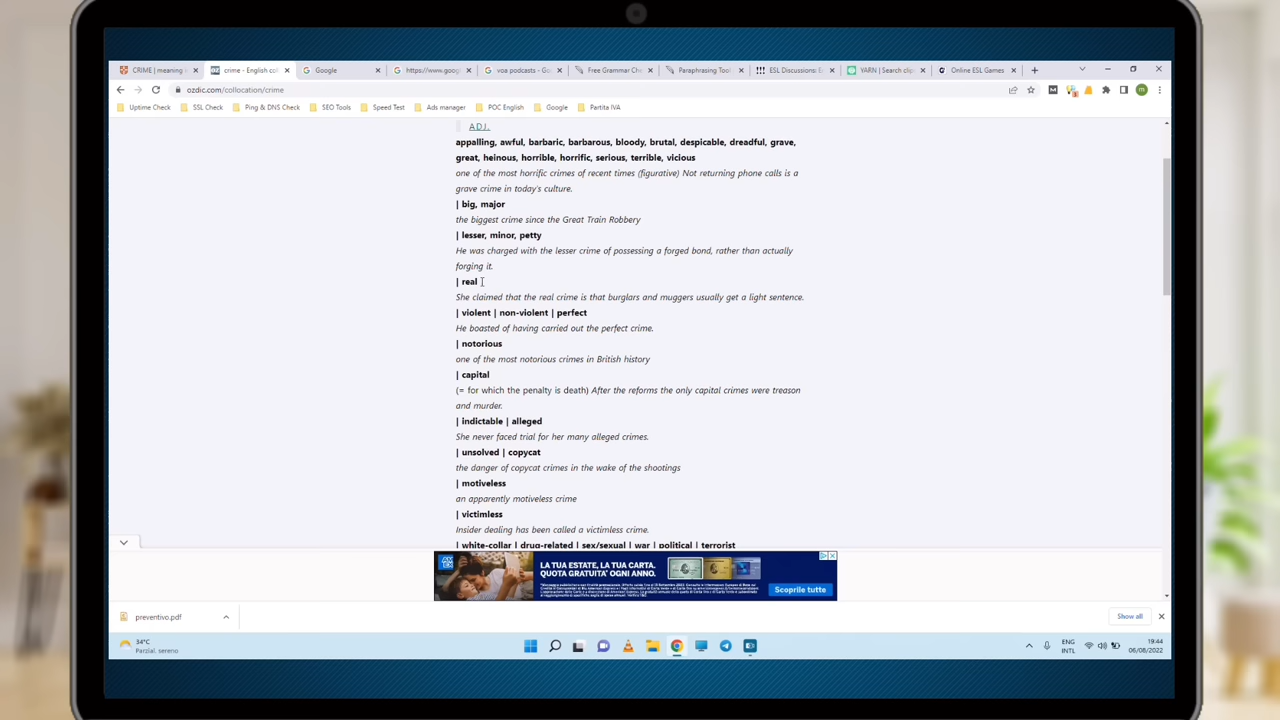 CRIME | meaning
crime - English col
Google
https://www.goog
voa podcasts - Go
Free Grammar Che
Paraphrasing Tool
ESL Discussions: E
YARN | Search clip
Online ESL Games
ozdic.com/collocation/crime
Uptime Check
SSL Check
Ping & DNS Check
SEO Tools
Speed Test
Ads manager
POC English
Google
Partita IVA
ADJ.
appalling, awful, barbaric, barbarous, bloody, brutal, despicable, dreadful, grave,
great, heinous, horrible, horrific, serious, terrible, vicious
one of the most horrific crimes of recent times (figurative) Not returning phone calls is a
grave crime in today's culture.
| big, major
the biggest crime since the Great Train Robbery
| lesser, minor, petty
He was charged with the lesser crime of possessing a forged bond, rather than actually
forging it.
| real
She claimed that the real crime is that burglars and muggers usually get a light sentence.
| violent | non-violent | perfect
He boasted of having carried out the perfect crime.
| notorious
one of the most notorious crimes in British history
| capital
(= for which the penalty is death) After the reforms the only capital crimes were treason
and murder.
| indictable | alleged
She never faced trial for her many alleged crimes.
| unsolved | copycat
the danger of copycat crimes in the wake of the shootings
| motiveless
an apparently motiveless crime
| victimless
Insider dealing has been called a victimless crime.
| white-collar | drug-related | sex/sexual | war | political | terrorist
LA TUA ESTATE, LA TUA CARTA.
QUOTA GRATUITA* OGNI ANNO.
Scoprile tutte
preventivo.pdf
Show all
34°C
Parzial. sereno
ENG
INTL
19:44
06/08/2022